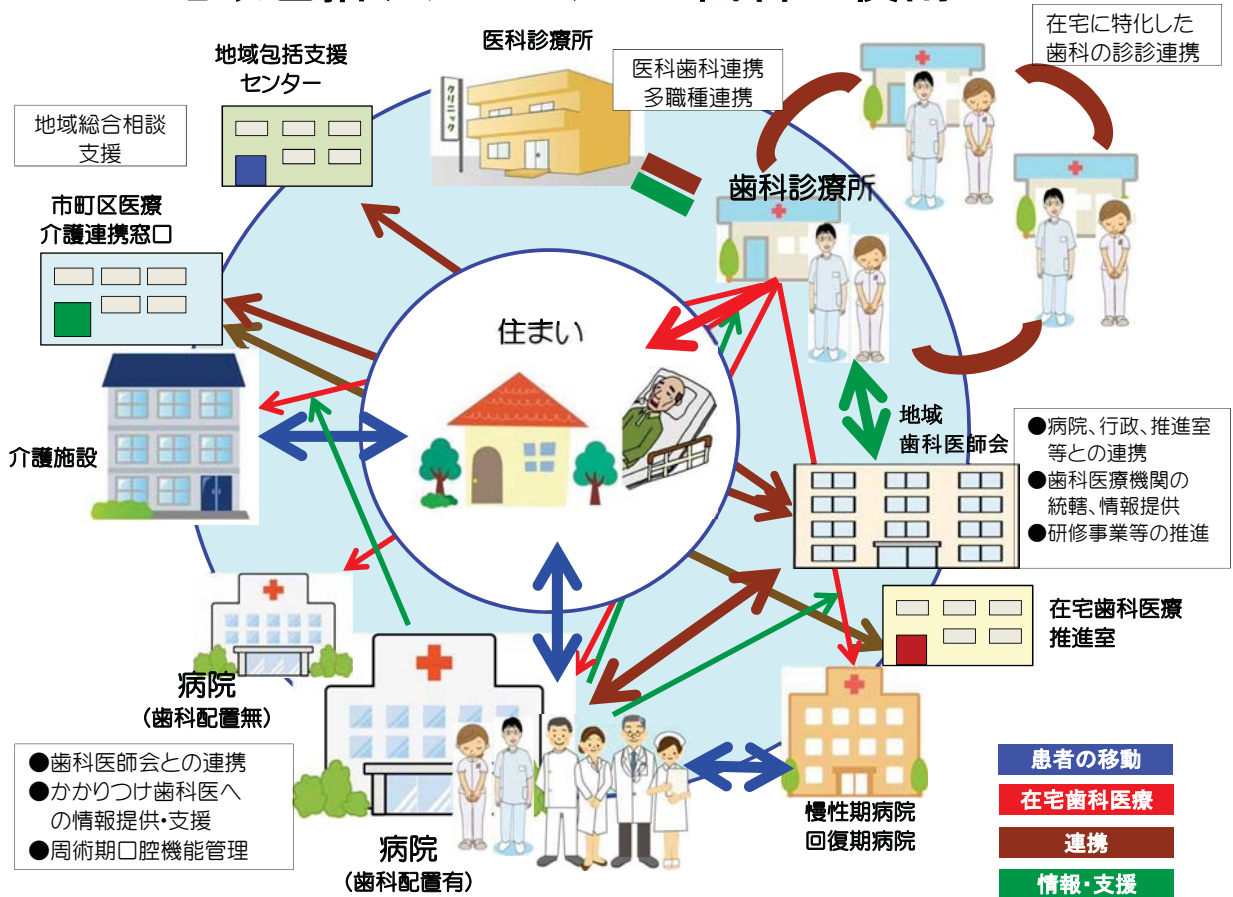 在宅に特化した
歯科の診診連携
医科診療所
地域包括支援
センター
医科歯科連携
多職種連携
クリニック
地域総合相談
支援
歯科診療所
市町区医療
介護連携窓口
住まい
地域
歯科医師会
●病院、行政、推進室
等との連携
●歯科医療機関の
統轄、情報提供
●研修事業等の推進
介護施設
在宅歯科医療
推進室
病院
(歯科配置無)
●歯科医師会との連携
●かかりつけ歯科医へ
の情報提供・支援
●周術期口腔機能管理
病院
(歯科配置有)
慢性期病院
回復期病院
患者の移動
在宅歯科医療
連携
情報・支援